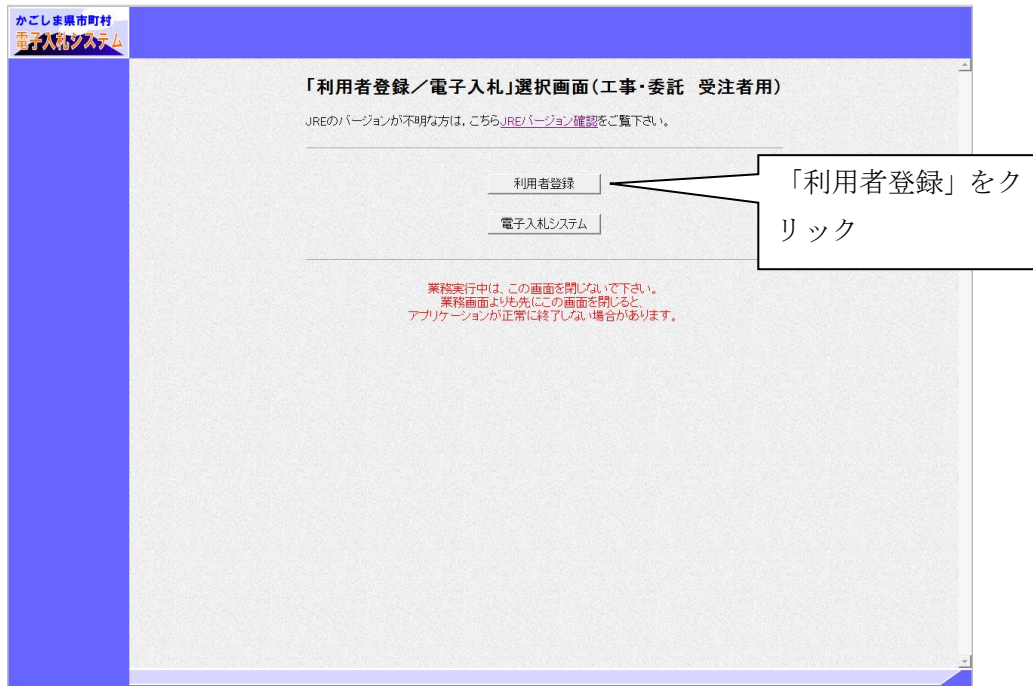 かごしま県市町村
電子入札システム
「利用者登録／電子入札」選択画面(工事・委託　受注者用)
JREのバージョンが不明な方は，こちらJREバージョン確認をご覧下さい。
利用者登録
「利用者登録」をク
リック
電子入札システム
業務実行中は、この画面を閉じないで下さい。
業務画面よりも先にこの画面を閉じると、
アプリケーションが正常に終了しない場合があります。